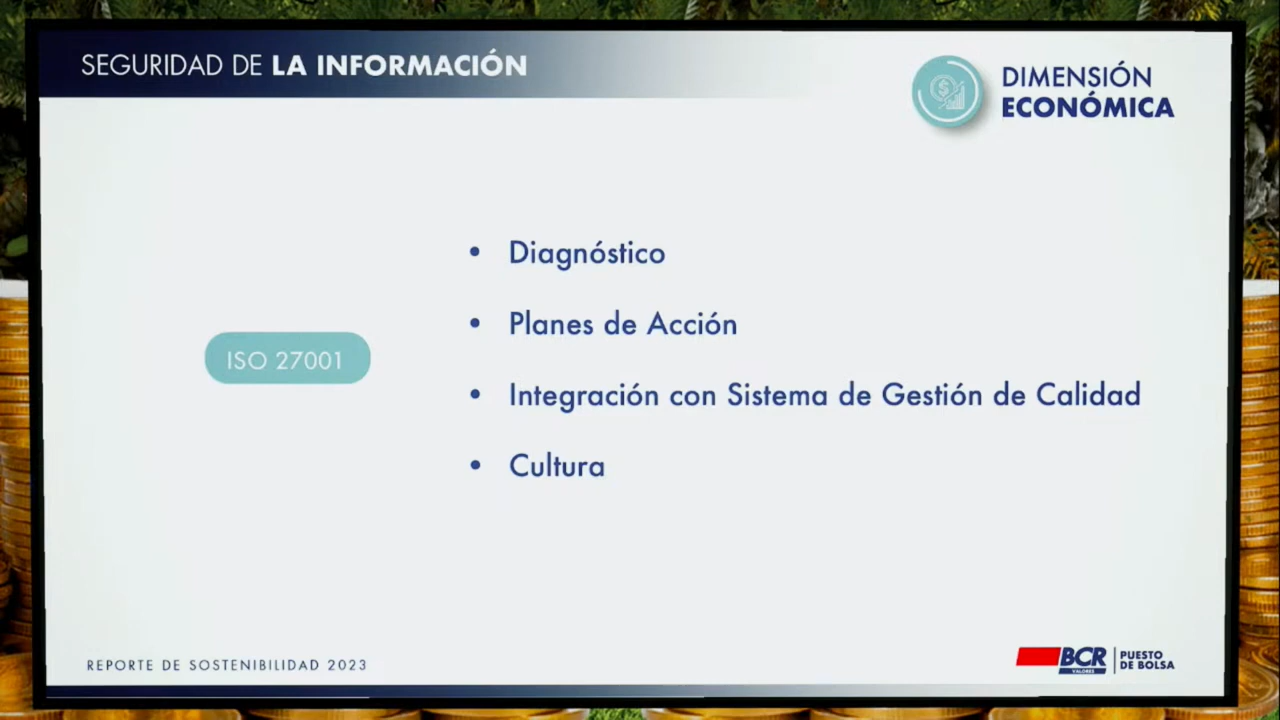 SEGURIDAD DE LA INFORMACIÓN
DIMENSIÓN
ECONÓMICA
• Diagnóstico
• Planes de Acción
ISO 27001
• Integración con Sistema de Gestión de Calidad
• Cultura
REPORTE DE SOSTENIBILIDAD 2023
BCR
VALORES
PUESTO
DE BOLSA